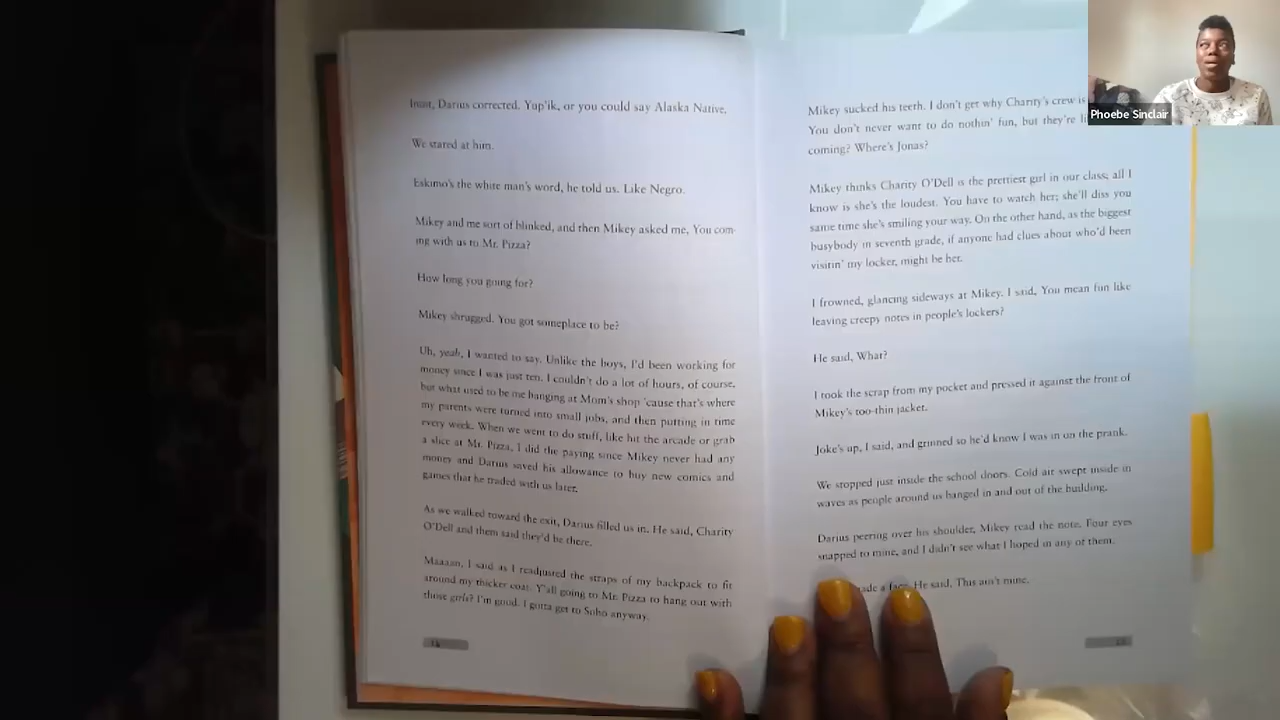 Inuit, Darius corrected. Yup'ik, or you could say Alaska Native.
We stared at him.
Eskimo's the white man's word, he told us. Like Negro.
Mikey and me sort of blinked, and then Mikey asked me, You com-
ing with us to Mr. Pizza?
How long you going for?
Mikey shrugged. You got someplace to be?
Uh, yeah, I wanted to say. Unlike the boys, I'd been working for
money since I was just ten. I couldn't do a lot of hours, of course,
but what used to be me hanging at Mom's shop 'cause that's where
my parents were turned into small jobs, and then putting in time
every week. When we went to do stuff, like hit the arcade or grab
a slice at Mr. Pizza, I did the paying since Mikey never had any
money and Darius saved his allowance to buy new comics and
games that he traded with us later.
As we walked toward the exit, Darius filled us in. He said, Charity
O'Dell and them said they'd be there.
Maaaan, I said as I readjusted the straps of my backpack to fit
around my thicker coat. Y'all going to Mr. Pizza to hang out with
those girls? I'm good. I gotta get to Soho anyway.
Mikey sucked his teeth. I don't get why Charity's crew is
You don't never want to do nothin' fun, but they're
coming? Where's Jonas?
Mikey thinks Charity O'Dell is the prettiest girl in our class; all I
know is she's the loudest. You have to watch her; she'll diss you
same time she's smiling your way. On the other hand, as the biggest
busybody in seventh grade, if anyone had clues about who'd been
visitin' my locker, might be her.
I frowned, glancing sideways at Mikey. I said, You mean fun like
leaving creepy notes in people's lockers?
He said, What?
I took the scrap from my pocket and pressed it against the front of
Mikey's too-thin jacket.
Joke's up, I said, and grinned so he'd know I was in on the prank.
We stopped just inside the school doors. Cold air swept inside in
waves as people around us banged in and out of the building.
Darius peering over his shoulder, Mikey read the note. Four eyes
snapped to mine, and I didn't see what I hoped in any of them.
a face. He said, This ain't mine.
Phoebe Sinclair